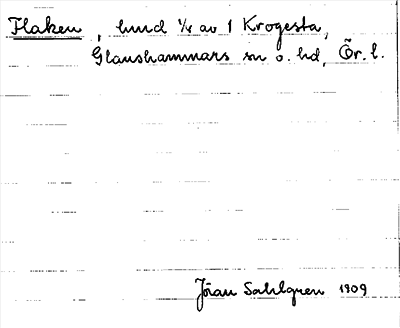 Flaken, lund 1/4 av 1 Krogesta,
Glanshammars sn o. hd, Ör. l.
Jöran Sahlgren 1909